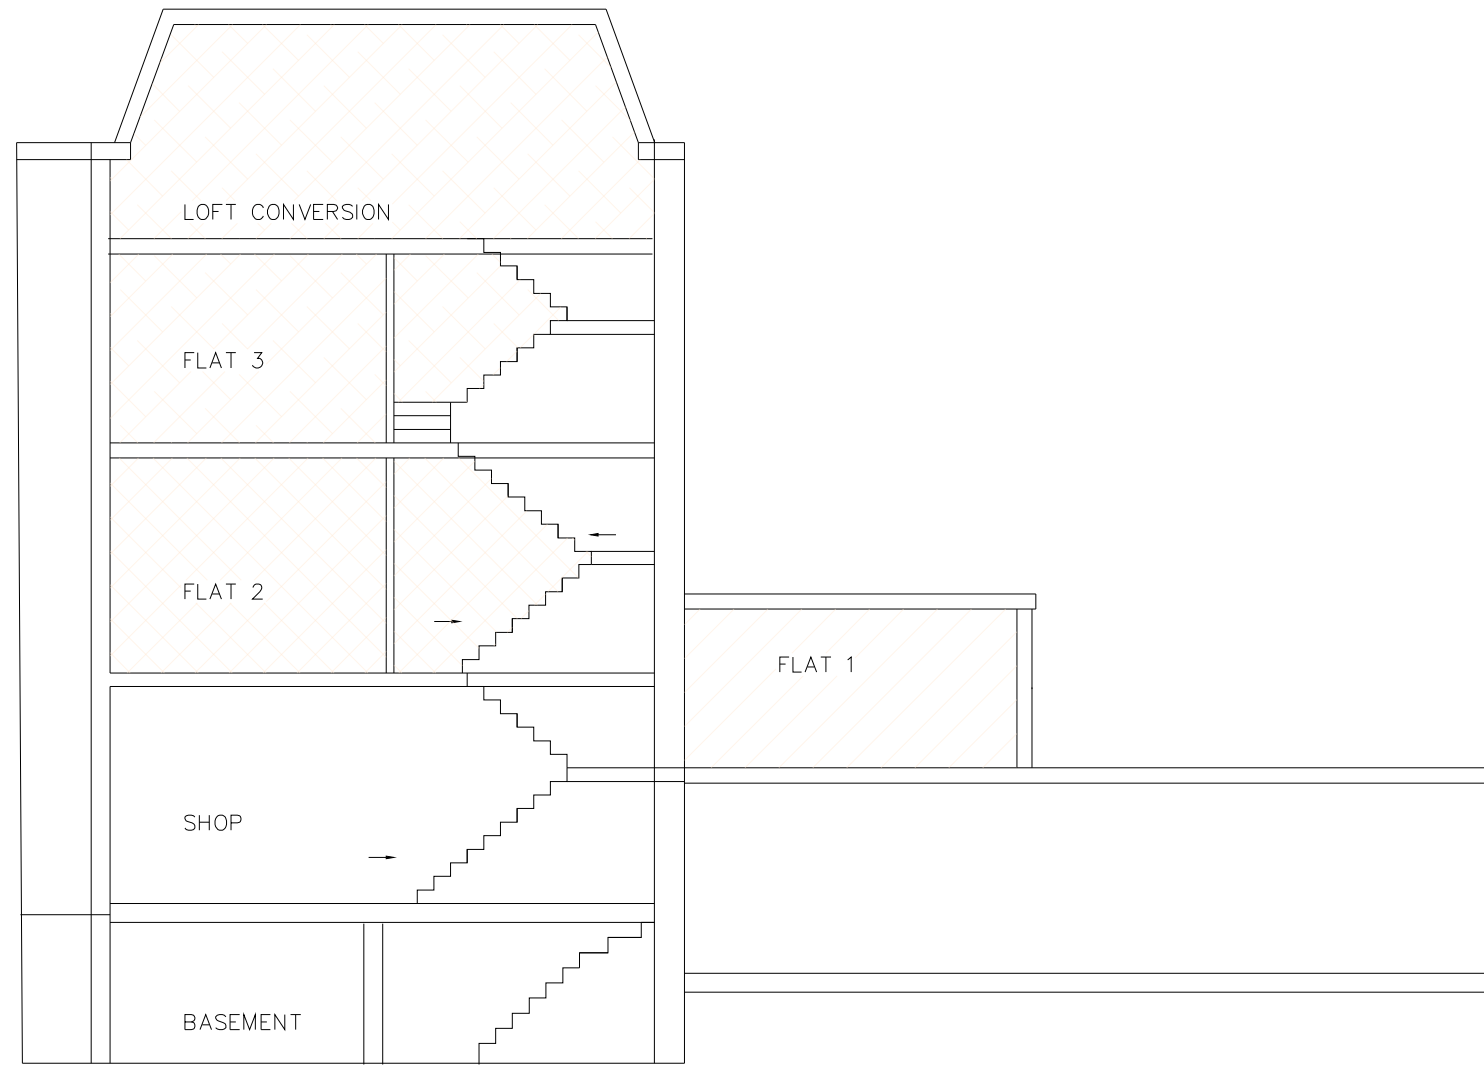 LOFT CONVERSION
FLAT 3
FLAT 2
FLAT 1
SHOP
BASEMENT